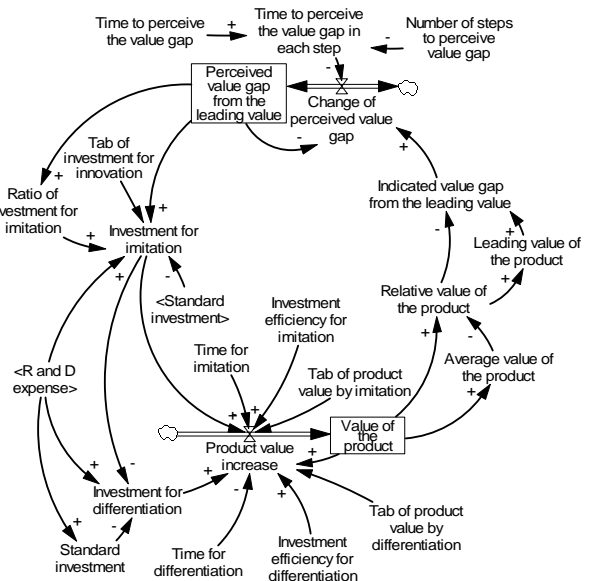 Time to perceive
the value gap
+
Time to perceive
the value gap in
each step
-
Number of steps
to perceive
value gap
-
Perceived
value gap
from the
leading value
Change of
perceived value
gap
-
+
Tab of
investment for
innovation
+
Ratio of
vestment for
imitation
+
+
Investment for
imitation
+
-
<Standard
investment>
Indicated value gap
from the leading value
-
+
Leading value of
the product
+
Relative value of
the product
+
-
Average value of
the product
+
Investment
efficiency for
imitation
Time for
imitation
Tab of product
value by imitation
<R and D
expense>
+
+
Product value
increase
Value of
the
product
+
+
-
Investment for
differentiation
+
-
+
+
-
Standard
investment
Time for
differentiation
Investment
efficiency for
differentiation
Tab of product
value by
differentiation